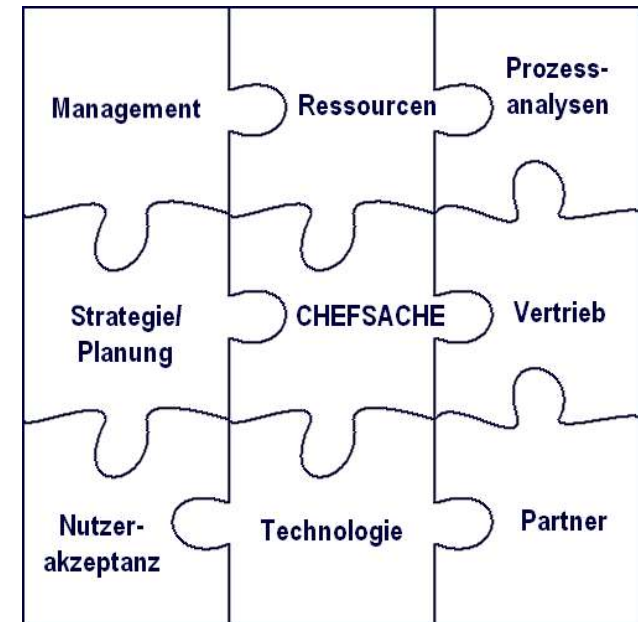 Management
Ressourcen
Prozess-
analysen
Strategie/
Planung
CHEFSACHE
Vertrieb
Nutzer-
akzeptanz
Technologie
Partner